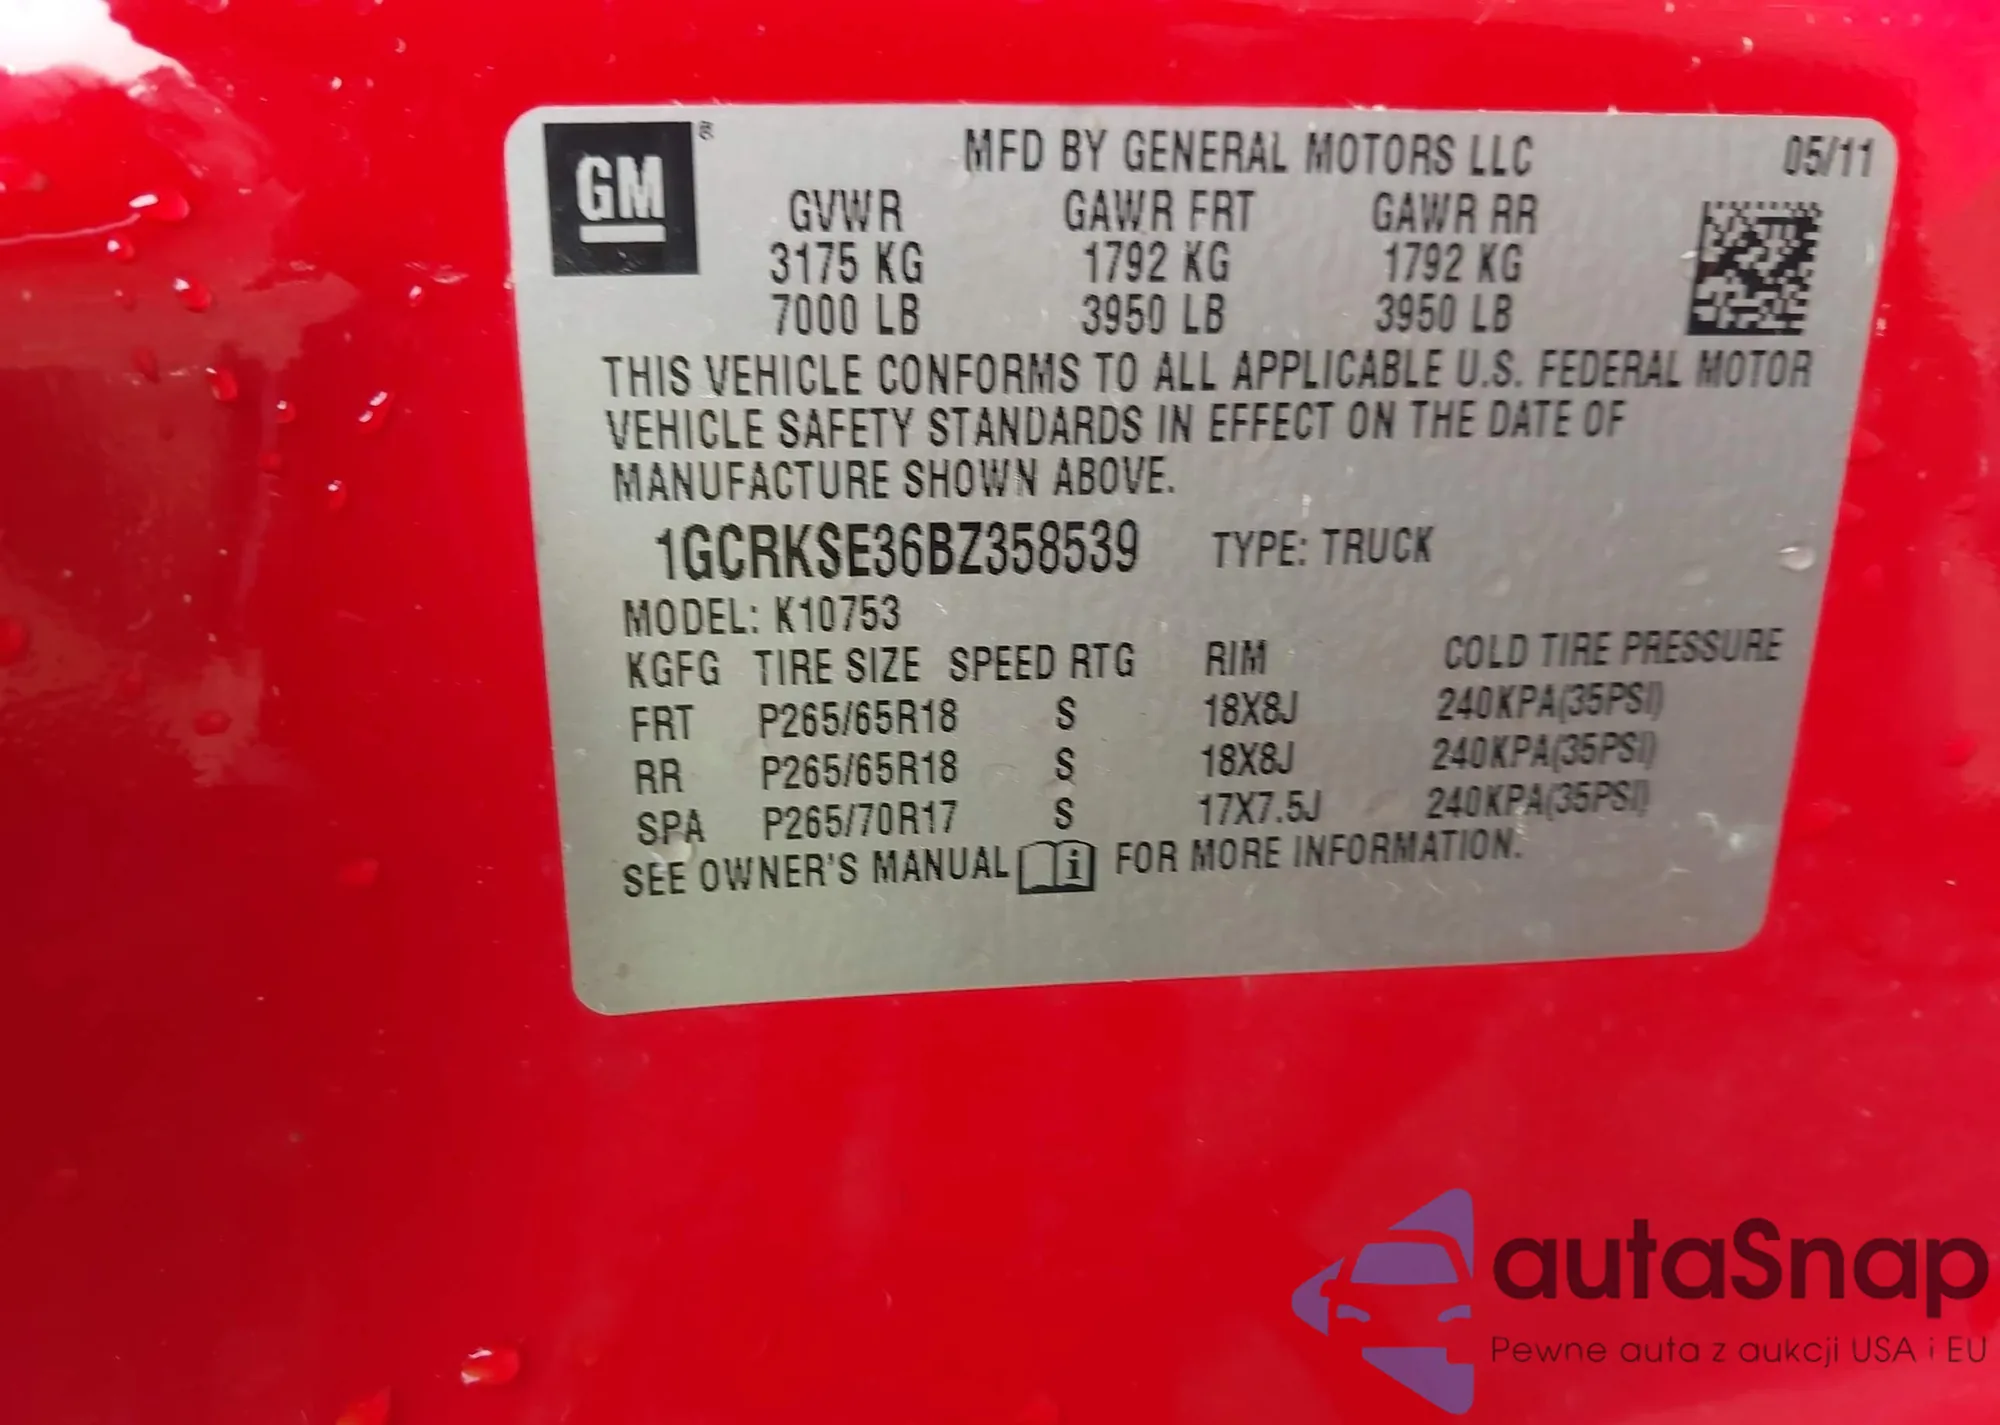 GM ®
MFD BY GENERAL MOTORS LLC 05/11
GVWR GAWR FRT GAWR RR
3175 KG 1792 KG 1792 KG
7000 LB 3950 LB 3950 LB
THIS VEHICLE CONFORMS TO ALL APPLICABLE U.S. FEDERAL MOTOR
VEHICLE SAFETY STANDARDS IN EFFECT ON THE DATE OF
MANUFACTURE SHOWN ABOVE.
1GCRKSE36BZ358539 TYPE: TRUCK
MODEL: K10753
KGFG TIRE SIZE SPEED RTG RIM COLD TIRE PRESSURE
FRT P265/65R18 S 18X8J 240KPA(35PSI)
RR P265/65R18 S 18X8J 240KPA(35PSI)
SPA P265/70R17 S 17X7.5J 240KPA(35PSI)
SEE OWNER'S MANUAL i FOR MORE INFORMATION.
autaSnap
Pewne auta z aukcji USA i EU